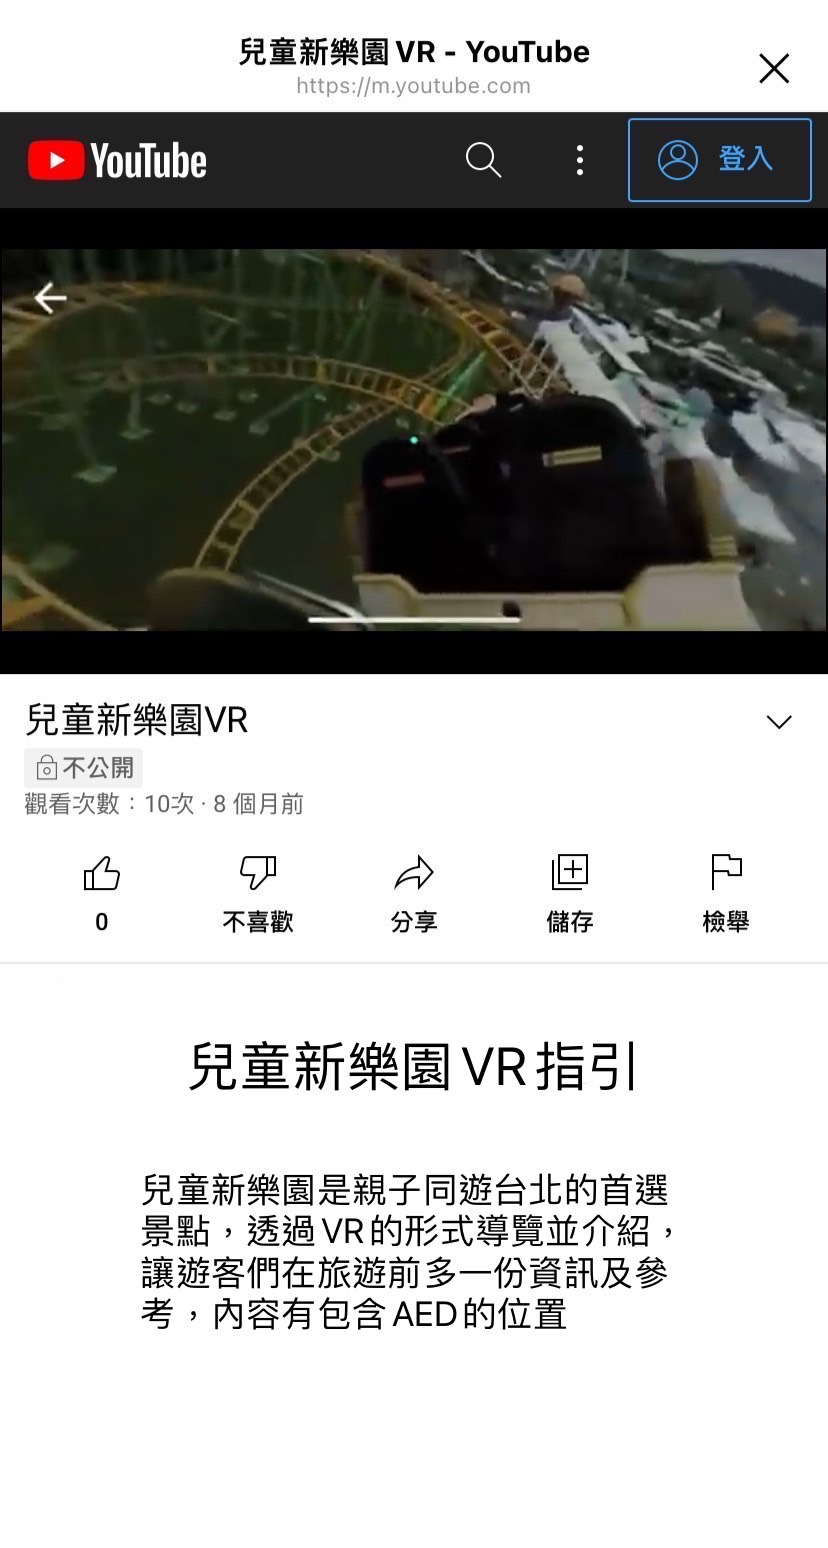 兒童新樂園 VR - YouTube
https://m.youtube.com
YouTube
登入
兒童新樂園VR
不公開
觀看次數：10次 · 8 個月前
0
不喜歡
分享
儲存
檢舉
兒童新樂園 VR 指引
兒童新樂園是親子同遊台北的首選
景點，透過 VR 的形式導覽並介紹，
讓遊客們在旅遊前多一份資訊及參
考，內容有包含 AED 的位置